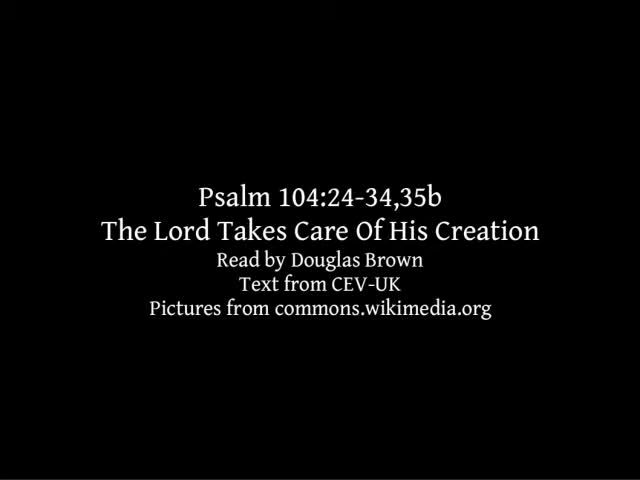 Psalm 104:24-34,35b
The Lord Takes Care Of His Creation
Read by Douglas Brown
Text from CEV-UK
Pictures from commons.wikimedia.org